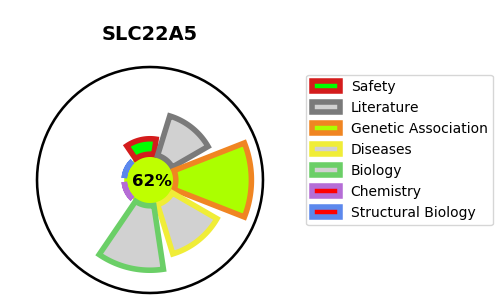 SLC22A5
62%
Safety
Literature
Genetic Association
Diseases
Biology
Chemistry
Structural Biology